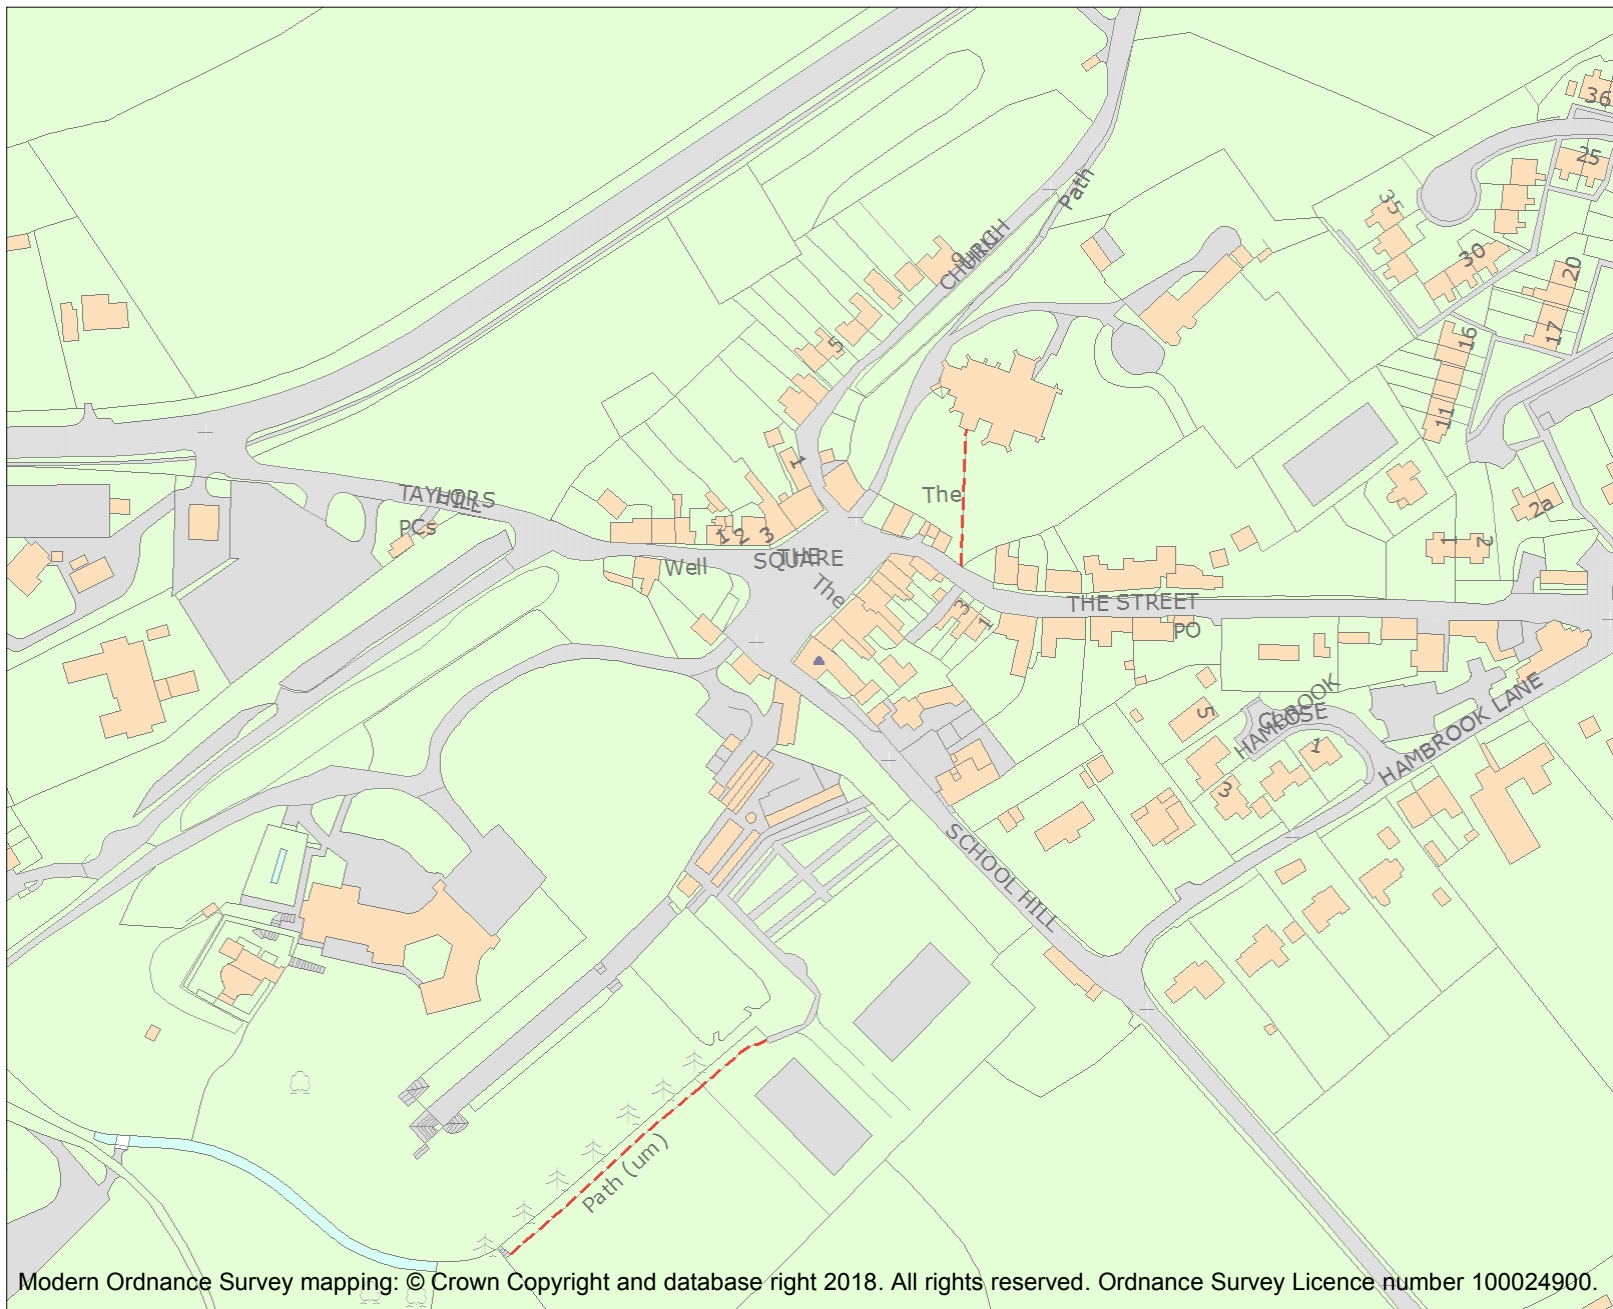 36
25
Path
35
CHURCH
HILL
9
30
20
17
16
11
5
1
TAYLORS
HILL
PCs
The
2a
1
2
3
1
2
THE
SQUARE
Well
The
THE STREET
3
1
PO
HAMBROOK
CLOSE
5
1
3
HAMBROOK LANE
SCHOOL HILL
Path (um)
Modern Ordnance Survey mapping: © Crown Copyright and database right 2018. All rights reserved. Ordnance Survey Licence number 100024900.